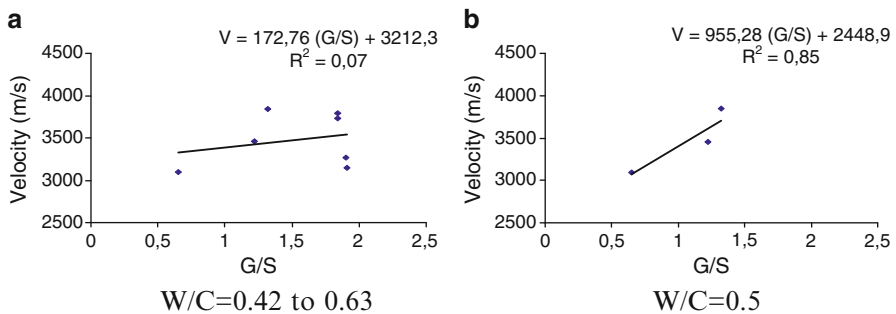 a
V = 172,76 (G/S) + 3212,3
R² = 0,07
Velocity (m/s)
4500
4000
3500
3000
2500
0 0,5 1 1,5 2 2,5
G/S
W/C=0.42 to 0.63
b
V = 955,28 (G/S) + 2448,9
R² = 0,85
Velocity (m/s)
4500
4000
3500
3000
2500
0 0,5 1 1,5 2 2,5
G/S
W/C=0.5